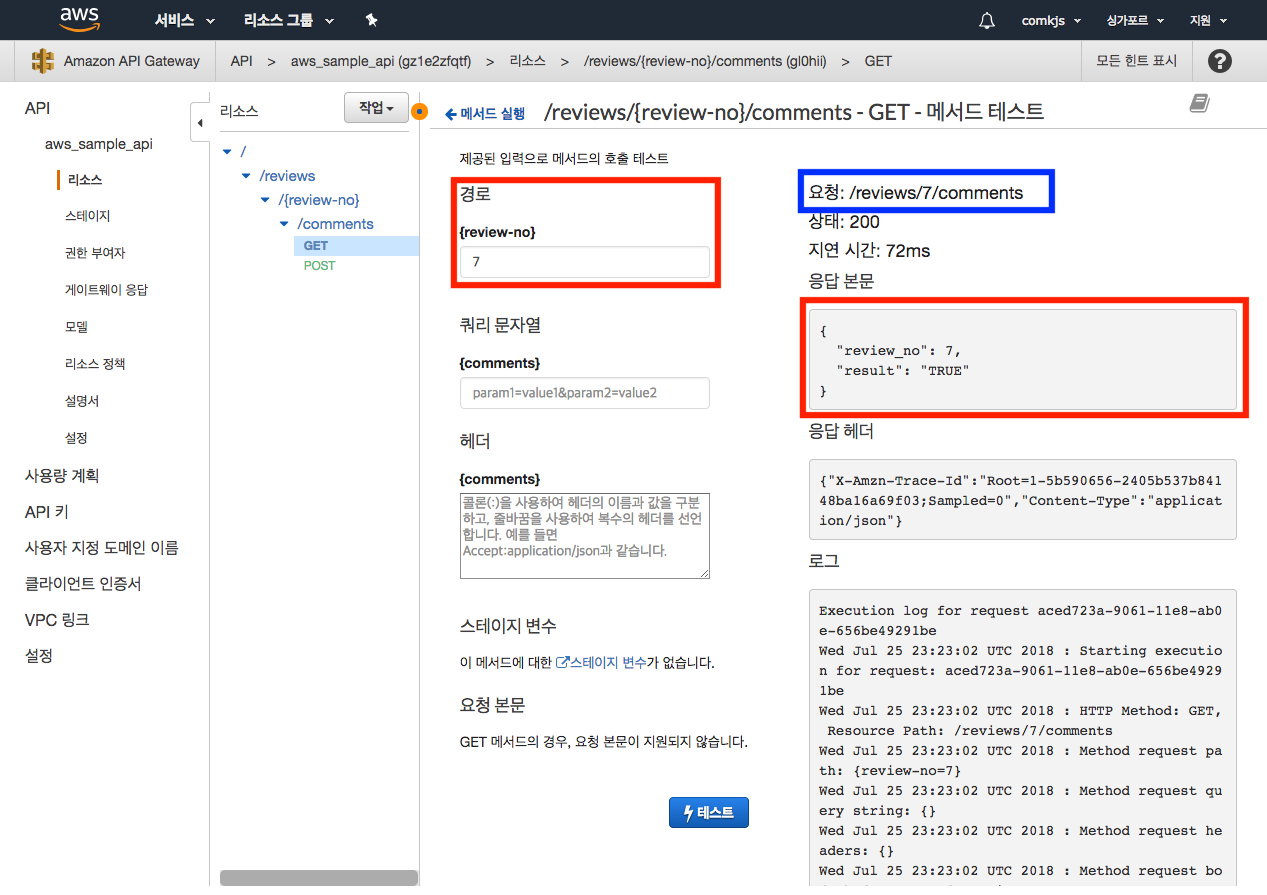 aws
서비스
리소스 그룹
comkjs
싱가포르
지원
Amazon API Gateway
API > aws_sample_api (gz1e2zfqtf) > 리소스 > /reviews/{review-no}/comments (gl0hii) > GET
모든 힌트 표시
?
API
aws_sample_api
리소스
스테이지
권한 부여자
게이트웨이 응답
모델
리소스 정책
설명서
설정
사용량 계획
API 키
사용자 지정 도메인 이름
클라이언트 인증서
VPC 링크
설정
리소스
작업
/
/reviews
/{review-no}
/comments
GET
POST
메서드 실행
/reviews/{review-no}/comments - GET - 메서드 테스트
제공된 입력으로 메서드의 호출 테스트
경로
{review-no}
7
쿼리 문자열
{comments}
param1=value1&param2=value2
헤더
{comments}
콜론(:)을 사용하여 헤더의 이름과 값을 구분
하고, 줄바꿈을 사용하여 복수의 헤더를 선언
합니다. 예를 들면
Accept:application/json과 같습니다.
스테이지 변수
이 메서드에 대한 스테이지 변수가 없습니다.
요청 본문
GET 메서드의 경우, 요청 본문이 지원되지 않습니다.
테스트
요청: /reviews/7/comments
상태: 200
지연 시간: 72ms
응답 본문
{
"review_no": 7,
"result": "TRUE"
}
응답 헤더
{"X-Amzn-Trace-Id":"Root=1-5b590656-2405b537b841
48ba16a69f03;Sampled=0","Content-Type":"applicat
ion/json"}
로그
Execution log for request aced723a-9061-11e8-ab0
e-656be49291be
Wed Jul 25 23:23:02 UTC 2018 : Starting executio
n for request: aced723a-9061-11e8-ab0e-656be4929
1be
Wed Jul 25 23:23:02 UTC 2018 : HTTP Method: GET,
Resource Path: /reviews/7/comments
Wed Jul 25 23:23:02 UTC 2018 : Method request pa
th: {review-no=7}
Wed Jul 25 23:23:02 UTC 2018 : Method request qu
ery string: {}
Wed Jul 25 23:23:02 UTC 2018 : Method request he
aders: {}
Wed Jul 25 23:23:02 UTC 2018 : Method request bo